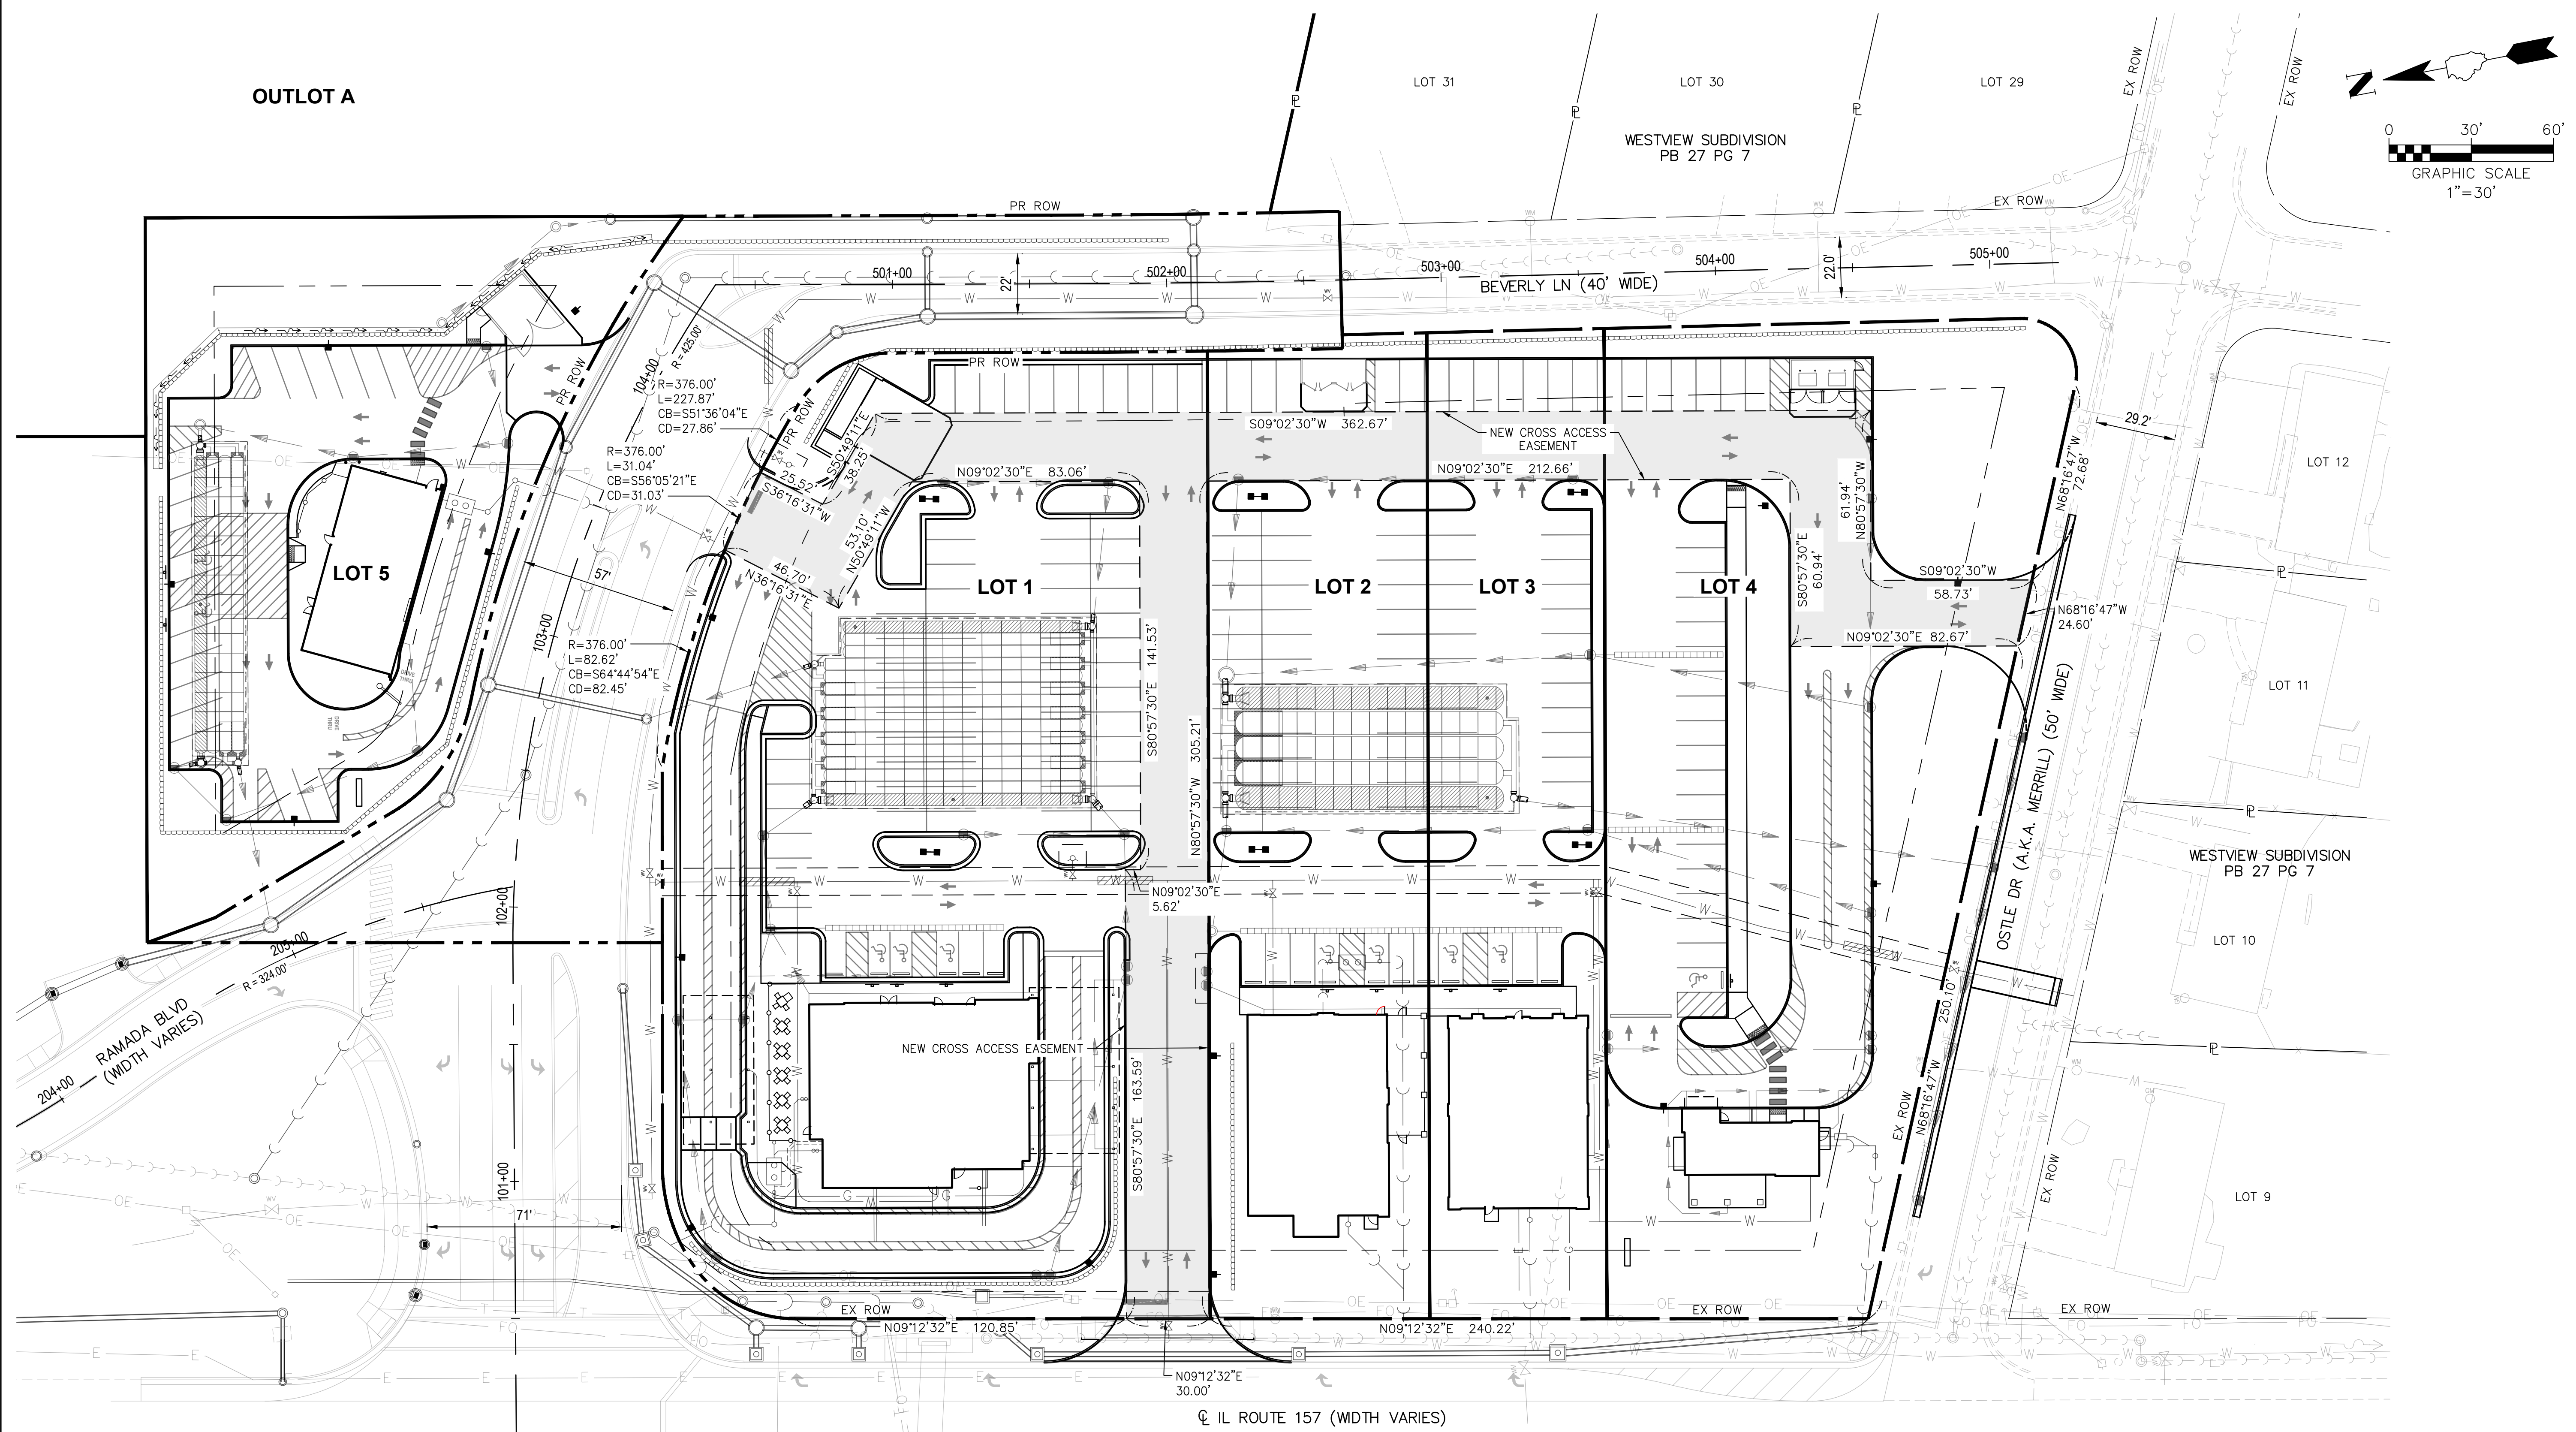 OUTLOT A
LOT 31
LOT 30
LOT 29
EX ROW
EX ROW
N
0 30' 60'
GRAPHIC SCALE
1"=30'
WESTVIEW SUBDIVISION
PB 27 PG 7
PR ROW
EX ROW
501+00
502+00
503+00
504+00
505+00
22'
22.0'
BEVERLY LN (40' WIDE)
R=425.00'
104+00
PR ROW
PR ROW
PR ROW
R=376.00'
L=227.87'
CB=S51°36'04"E
CD=27.86'
R=376.00'
L=31.04'
CB=S56°05'21"E
CD=31.03'
25.52'
S36°16'31"W
S50°49'11"E
38.25'
53.10'
N50°49'11"W
46.70'
N36°16'31"E
S09°02'30"W 362.67'
NEW CROSS ACCESS
EASEMENT
N09°02'30"E 83.06'
N09°02'30"E 212.66'
61.94'
N80°57'30"W
S80°57'30"E
60.94'
N68°16'47"W
72.68'
29.2'
LOT 12
LOT 5
57'
103+00
LOT 1
LOT 2
LOT 3
LOT 4
S09°02'30"W
58.73'
N68°16'47"W
24.60'
N09°02'30"E 82.67'
R=376.00'
L=82.62'
CB=S64°44'54"E
CD=82.45'
DRIVE
THRU
DRIVE
THRU
S80°57'30"E 141.53'
N80°57'30"W 305.21'
LOT 11
OSTLE DR (A.K.A. MERRILL) (50' WIDE)
WESTVIEW SUBDIVISION
PB 27 PG 7
N09°02'30"E
5.62'
102+00
205+00
R=324.00'
LOT 10
RAMADA BLVD
(WIDTH VARIES)
204+00
NEW CROSS ACCESS EASEMENT
S80°57'30"E 163.59'
250.10'
N68°16'47"W
EX ROW
EX ROW
101+00
71'
LOT 9
EX ROW
N09°12'32"E 120.85'
N09°12'32"E 240.22'
EX ROW
EX ROW
N09°12'32"E
30.00'
℄ IL ROUTE 157 (WIDTH VARIES)